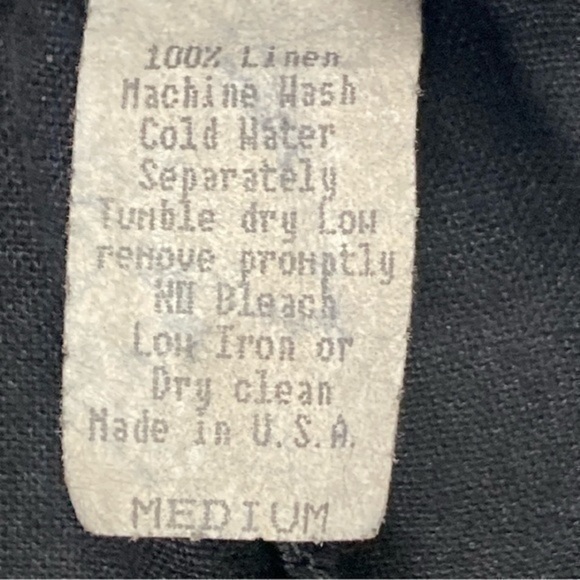 100% Linen
Machine Wash
Cold Water
Separately
Tumble dry Low
remove promptly
NO Bleach
Low Iron or
Dry clean
Made in U.S.A.
MEDIUM